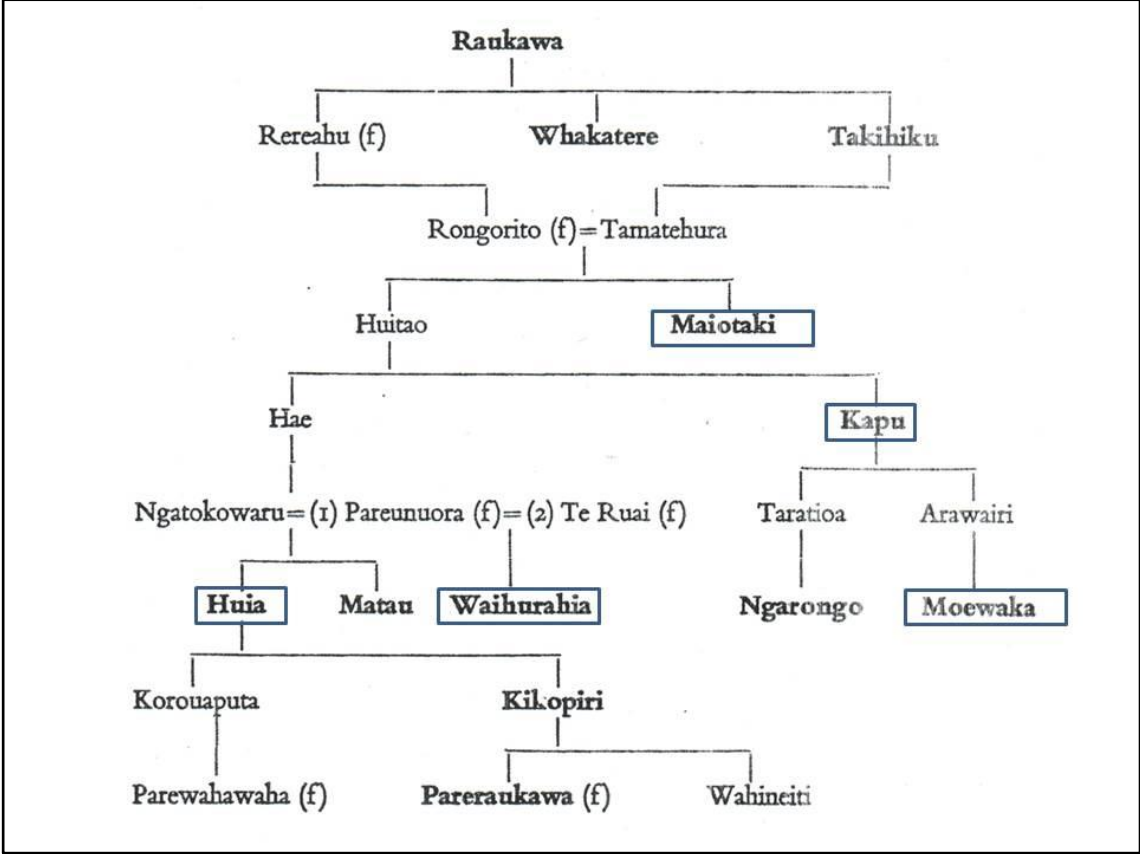 Raukawa
Rereahu (f) Whakatere Takihiku
Rongorito (f)=Tamatehura
Huitao Maiotaki
Hae Kapu
Ngatokowaru=(1) Pareunuora (f)=(2) Te Ruai (f) Taratioa Arawairi
Huia Matau Waihurahia Ngarongo Moewaka
Korouaputa Kikopiri
Parewahawaha (f) Pareraukawa (f) Wahineiti